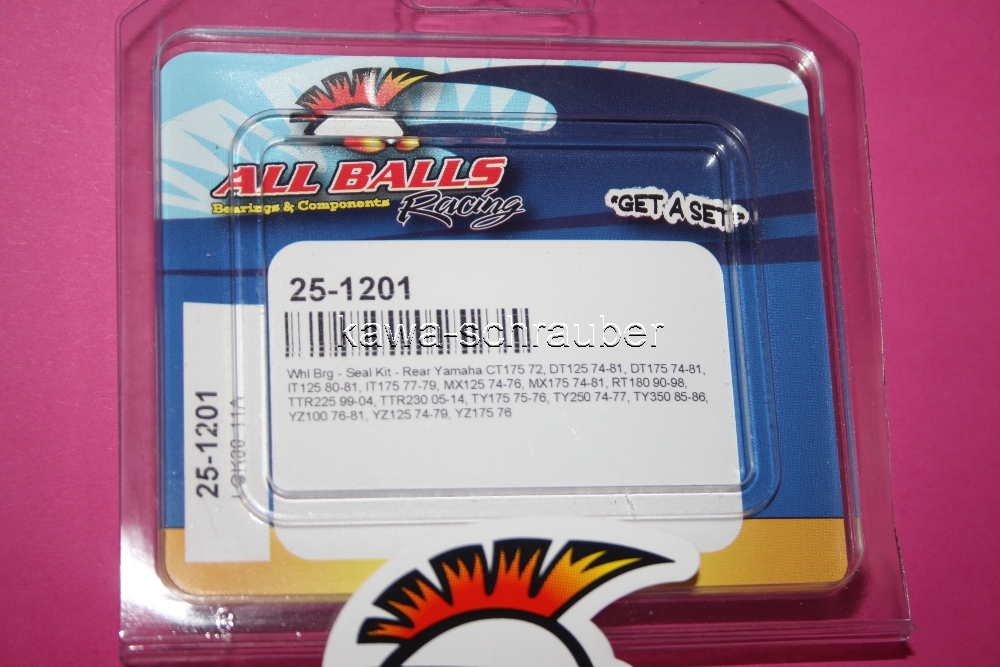 ALL BALLS
Racing
Bearings & Components
"GET A SET!"
25-1201
kawa-schrauber
Whl Brg - Seal Kit - Rear Yamaha CT175 72, DT125 74-81, DT175 74-81,
IT125 80-81, IT175 77-79, MX125 74-76, MX175 74-81, RT180 90-98,
TTR225 99-04, TTR230 05-14, TY175 75-76, TY250 74-77, TY350 85-86,
YZ100 76-81, YZ125 74-79, YZ175 76
25-1201